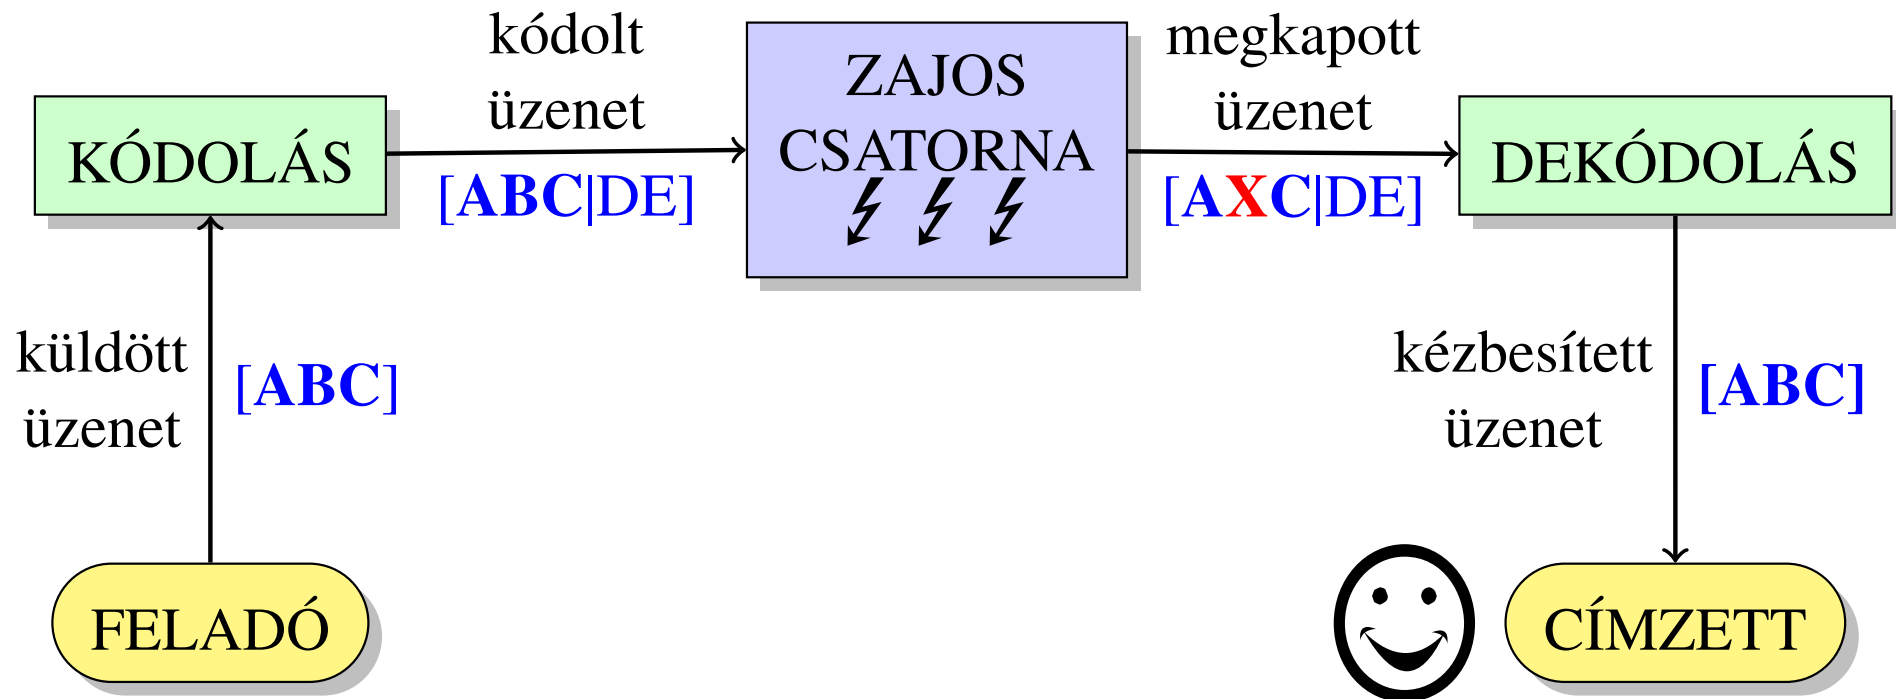 kódolt
üzenet
ZAJOS
CSATORNA
megkapott
üzenet
KÓDOLÁS
[ABC|DE]
[AXC|DE]
DEKÓDOLÁS
küldött
üzenet
[ABC]
kézbesített
üzenet
[ABC]
FELADÓ
CÍMZETT